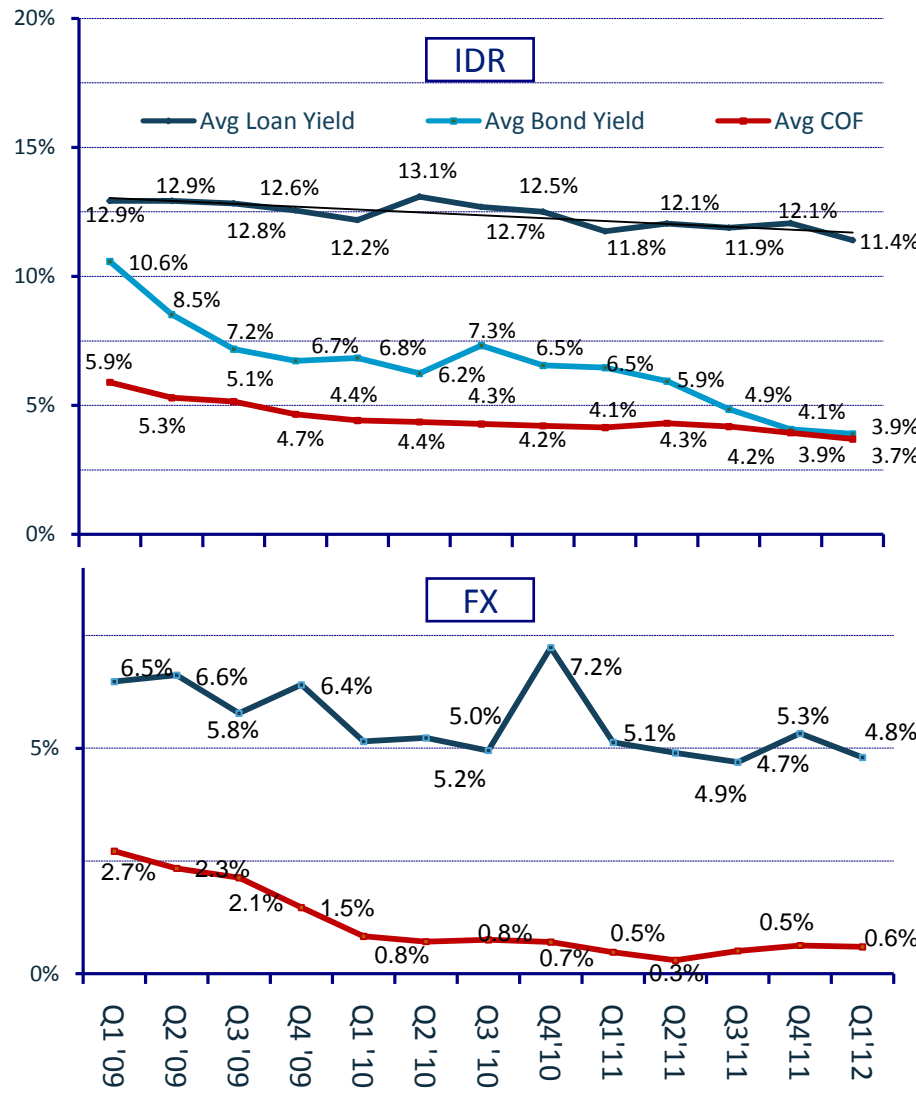 20%
IDR
Avg Loan Yield Avg Bond Yield Avg COF
15%
12.9% 12.9% 12.8% 12.6% 12.2% 13.1% 12.7% 12.5% 11.8% 12.1% 11.9% 12.1% 11.4%
10%
10.6% 8.5% 7.2% 6.7% 6.8% 6.2% 7.3% 6.5% 6.5% 5.9% 4.9% 4.1% 3.9%
5%
5.9% 5.3% 5.1% 4.7% 4.4% 4.4% 4.3% 4.2% 4.1% 4.3% 4.2% 3.9% 3.7%
0%
FX
6.5% 6.6% 5.8% 6.4% 5.2% 5.0% 7.2% 5.1% 4.9% 4.7% 5.3% 4.8%
5%
2.7% 2.3% 2.1% 1.5% 0.8% 0.8% 0.7% 0.5% 0.3% 0.5% 0.6%
0%
Q1 '09
Q2 '09
Q3 '09
Q4 '09
Q1 '10
Q2 '10
Q3 '10
Q4'10
Q1'11
Q2'11
Q3'11
Q4'11
Q1'12